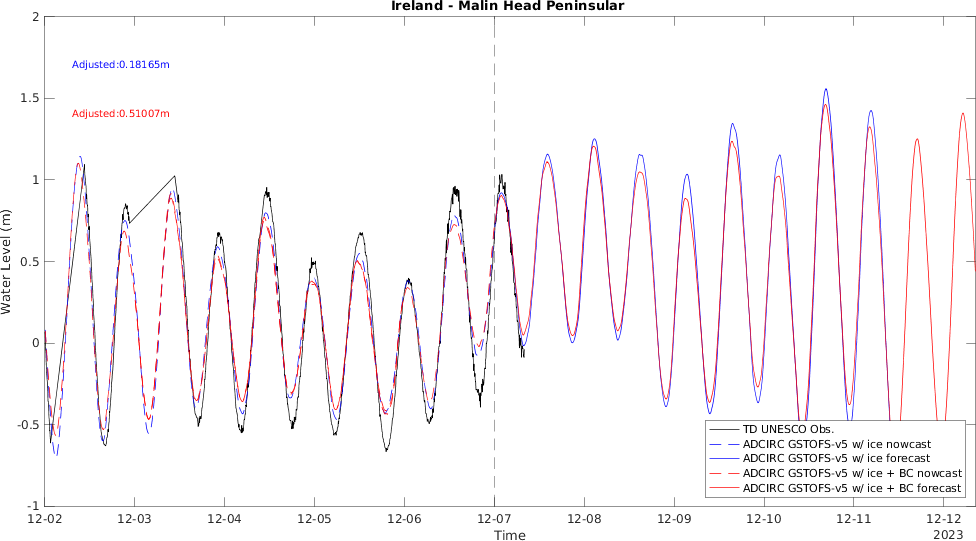 Ireland - Malin Head Peninsular
2
Adjusted:0.18165m
1.5
Adjusted:0.51007m
1
0.5
0
-0.5
-1
Water Level (m)
TD UNESCO Obs.
ADCIRC GSTOFS-v5 w/ ice nowcast
ADCIRC GSTOFS-v5 w/ ice forecast
ADCIRC GSTOFS-v5 w/ ice + BC nowcast
ADCIRC GSTOFS-v5 w/ ice + BC forecast
12-02 12-03 12-04 12-05 12-06 12-07 12-08 12-09 12-10 12-11 12-12
2023
Time